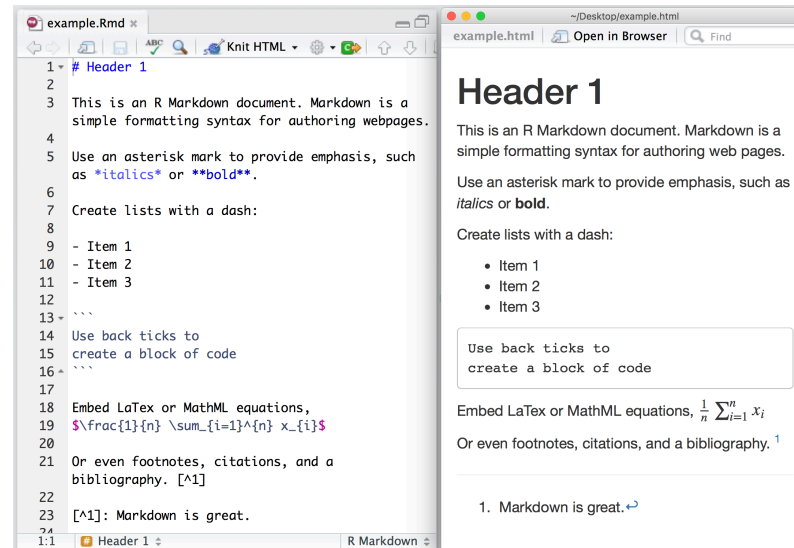 example.Rmd ×
ABC
Knit HTML
1 # Header 1
2
3 This is an R Markdown document. Markdown is a
simple formatting syntax for authoring webpages.
4
5 Use an asterisk mark to provide emphasis, such
as *italics* or **bold**.
6
7 Create lists with a dash:
8
9 - Item 1
10 - Item 2
11 - Item 3
12
13 ```
14 Use back ticks to
15 create a block of code
16 ```
17
18 Embed LaTex or MathML equations,
19 $\frac{1}{n} \sum_{i=1}^{n} x_{i}$
20
21 Or even footnotes, citations, and a
bibliography. [^1]
22
23 [^1]: Markdown is great.
24
1:1 # Header 1 R Markdown
~/Desktop/example.html
example.html Open in Browser Find
Header 1
This is an R Markdown document. Markdown is a
simple formatting syntax for authoring web pages.
Use an asterisk mark to provide emphasis, such as
italics or bold.
Create lists with a dash:
• Item 1
• Item 2
• Item 3
Use back ticks to
create a block of code
Embed LaTex or MathML equations, 1/n ∑ⁿᵢ₌₁ xᵢ
Or even footnotes, citations, and a bibliography. 1
1. Markdown is great.↩